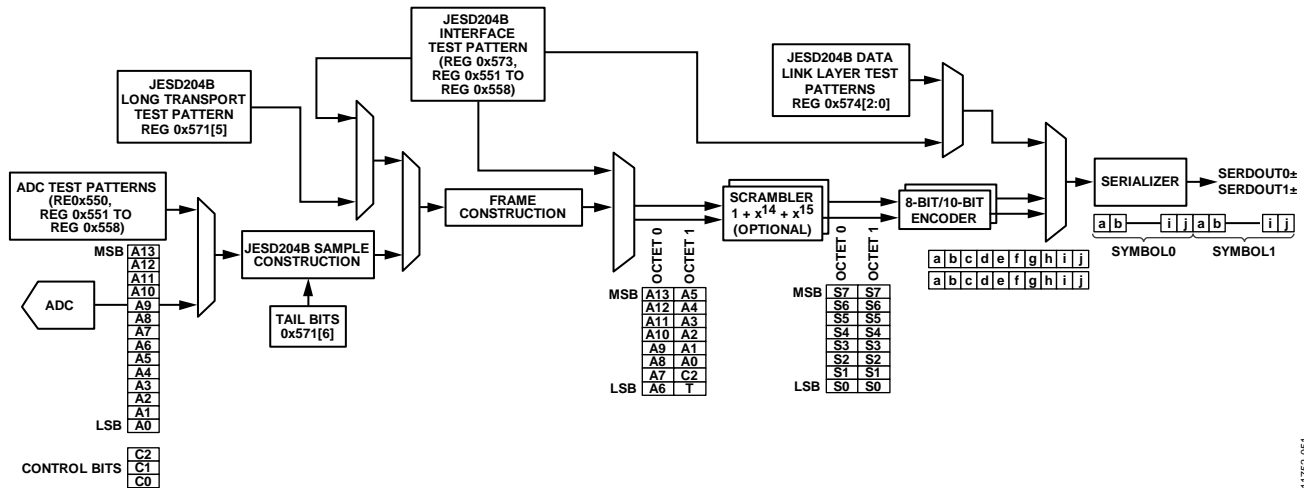 JESD204B
INTERFACE
TEST PATTERN
(REG 0x573,
REG 0x551 TO
REG 0x558)
JESD204B DATA
LINK LAYER TEST
PATTERNS
REG 0x574[2:0]
JESD204B
LONG TRANSPORT
TEST PATTERN
REG 0x571[5]
ADC TEST PATTERNS
(RE0x550,
REG 0x551 TO
REG 0x558)
FRAME
CONSTRUCTION
SCRAMBLER
1 + x14 + x15
(OPTIONAL)
8-BIT/10-BIT
ENCODER
SERIALIZER
SERDOUT0±
SERDOUT1±
a b i j a b i j
SYMBOL0 SYMBOL1
JESD204B SAMPLE
CONSTRUCTION
TAIL BITS
0x571[6]
ADC
MSB A13
A12
A11
A10
A9
A8
A7
A6
A5
A4
A3
A2
A1
LSB A0
CONTROL BITS
C2
C1
C0
OCTET 0 OCTET 1
MSB A13 A5
A12 A4
A11 A3
A10 A2
A9 A1
A8 A0
A7 C2
LSB A6 T
OCTET 0 OCTET 1
MSB S7 S7
S6 S6
S5 S5
S4 S4
S3 S3
S2 S2
S1 S1
LSB S0 S0
a b c d e f g h i j
a b c d e f g h i j
11752-051